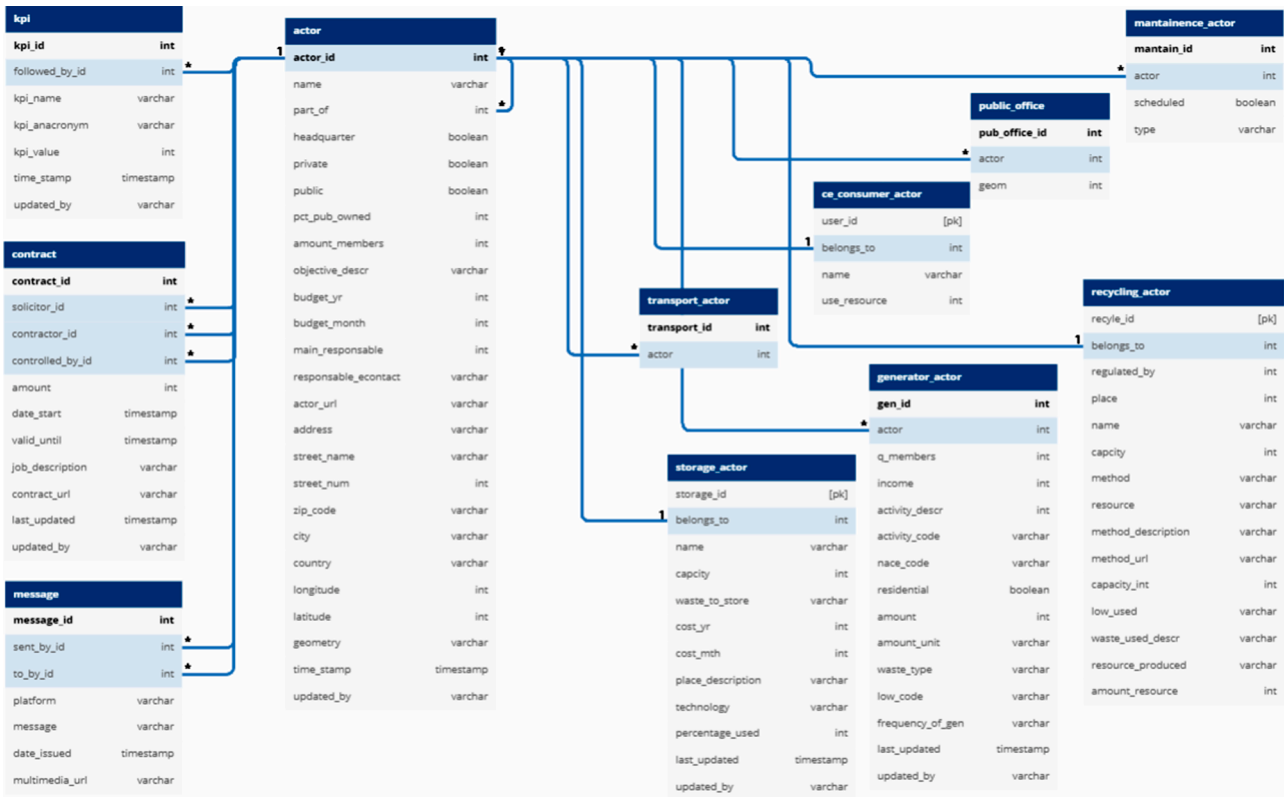 kpi
kpi_id int
followed_by_id int *
kpi_name varchar
kpi_anacronym varchar
kpi_value int
time_stamp timestamp
updated_by varchar
contract
contract_id int
solicitor_id int *
contractor_id int *
controlled_by_id int *
amount int
date_start timestamp
valid_until timestamp
job_description varchar
contract_url varchar
last_updated timestamp
updated_by varchar
message
message_id int
sent_by_id int *
to_by_id int *
platform varchar
message varchar
date_issued timestamp
multimedia_url varchar
actor
1 actor_id int *
name varchar
part_of int *
headquarter boolean
private boolean
public boolean
pct_pub_owned int
amount_members int
objective_descr varchar
budget_yr int
budget_month int
main_responsable int
responsable_econtact varchar
actor_url varchar
address varchar
street_name varchar
street_num int
zip_code varchar
city varchar
country varchar
longitude int
latitude int
geometry varchar
time_stamp timestamp
updated_by varchar
transport_actor
transport_id int
* actor int
storage_actor
storage_id [pk]
1 belongs_to int
name varchar
capcity int
waste_to_store varchar
cost_yr int
cost_mth int
place_description varchar
technology varchar
percentage_used int
last_updated timestamp
updated_by varchar
ce_consumer_actor
user_id [pk]
1 belongs_to int
name varchar
use_resource int
generator_actor
gen_id int
* actor int
q_members int
income int
activity_descr int
activity_code varchar
nace_code varchar
residential boolean
amount int
amount_unit varchar
waste_type varchar
low_code varchar
frequency_of_gen varchar
last_updated timestamp
updated_by varchar
public_office
pub_office_id int
* actor int
geom int
mantainence_actor
mantain_id int
* actor int
scheduled boolean
type varchar
recycling_actor
recyle_id [pk]
1 belongs_to int
regulated_by int
place int
name varchar
capcity int
method varchar
resource varchar
method_description varchar
method_url varchar
capacity_int int
low_used varchar
waste_used_descr varchar
resource_produced varchar
amount_resource int